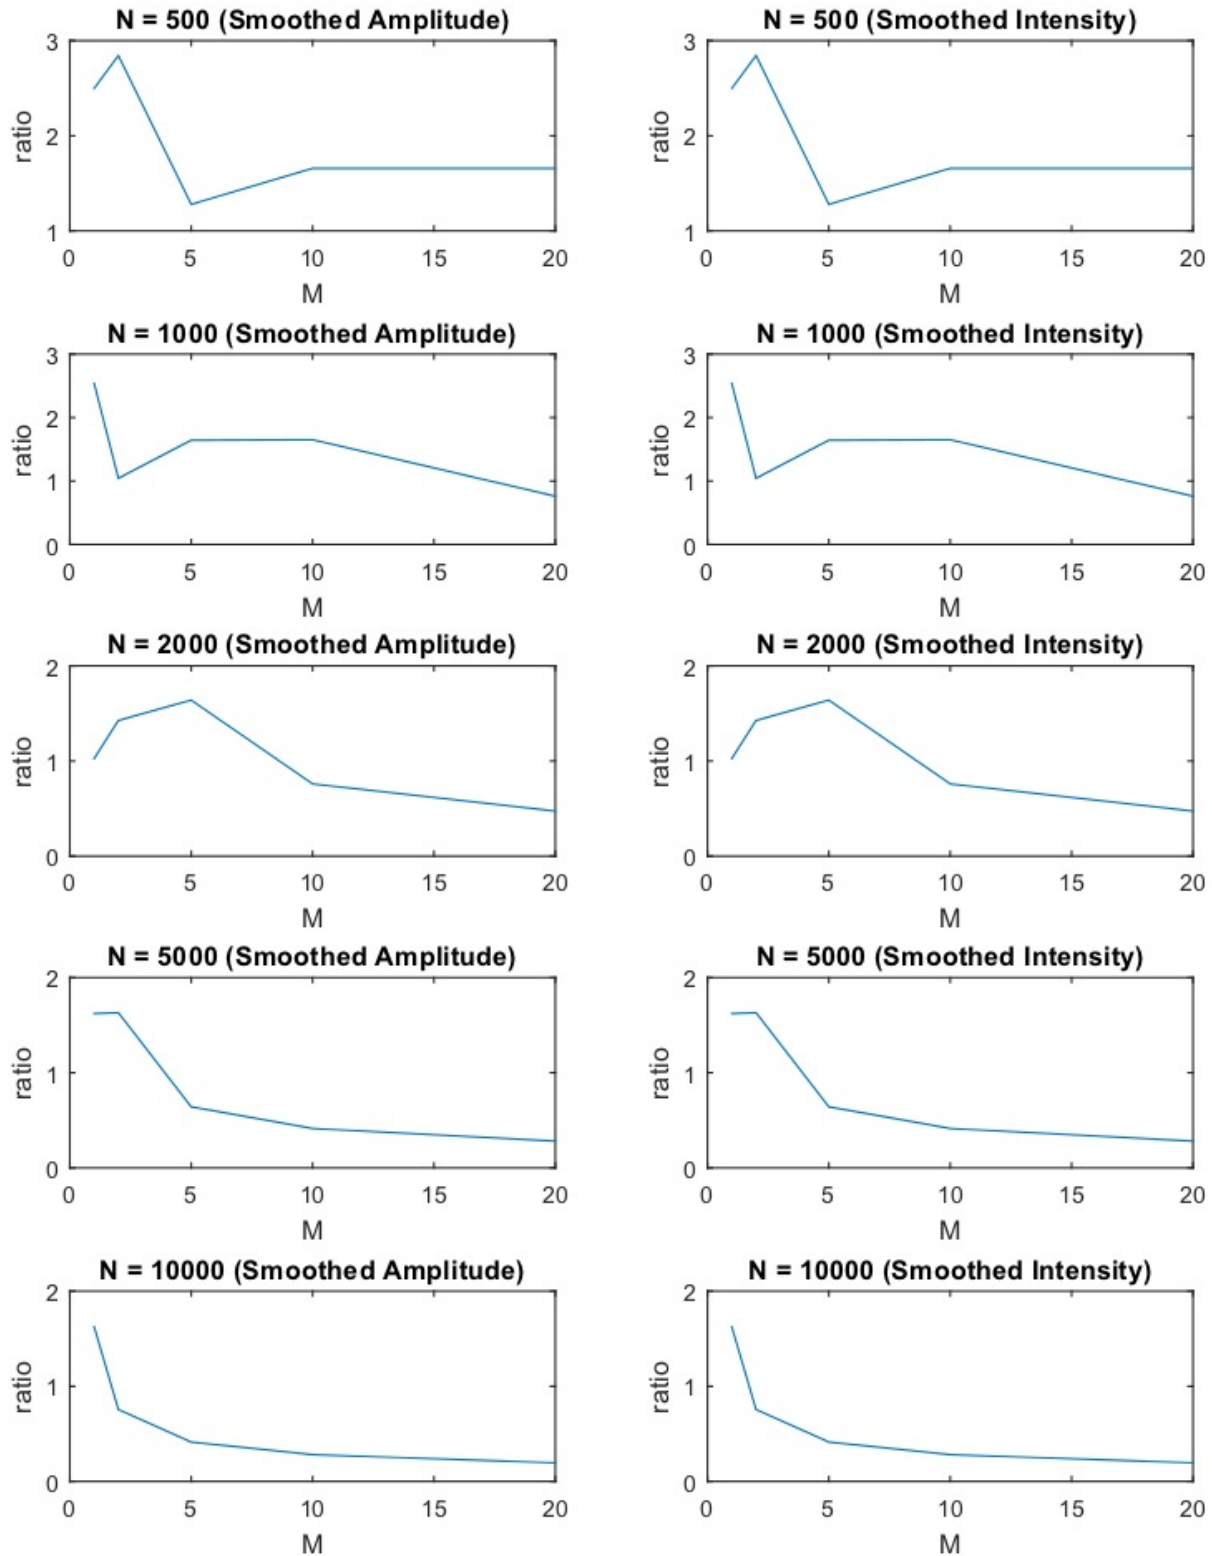 N = 500 (Smoothed Amplitude)
3
2
1
ratio
0 5 10 15 20
M
N = 500 (Smoothed Intensity)
3
2
1
ratio
0 5 10 15 20
M
N = 1000 (Smoothed Amplitude)
3
2
1
0
ratio
0 5 10 15 20
M
N = 1000 (Smoothed Intensity)
3
2
1
0
ratio
0 5 10 15 20
M
N = 2000 (Smoothed Amplitude)
2
1
0
ratio
0 5 10 15 20
M
N = 2000 (Smoothed Intensity)
2
1
0
ratio
0 5 10 15 20
M
N = 5000 (Smoothed Amplitude)
2
1
0
ratio
0 5 10 15 20
M
N = 5000 (Smoothed Intensity)
2
1
0
ratio
0 5 10 15 20
M
N = 10000 (Smoothed Amplitude)
2
1
0
ratio
0 5 10 15 20
M
N = 10000 (Smoothed Intensity)
2
1
0
ratio
0 5 10 15 20
M